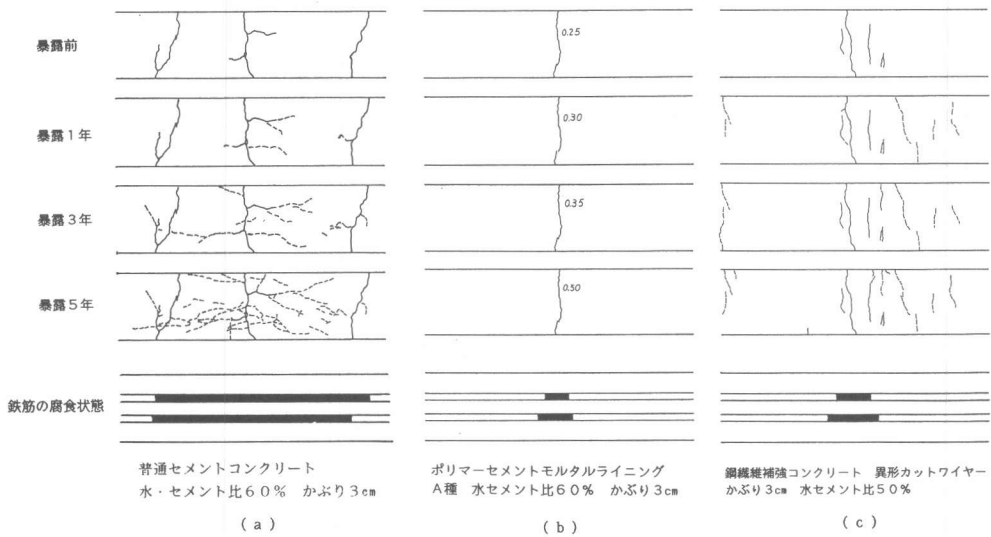 暴露前
0.25
暴露1年
0.30
暴露3年
0.35
暴露5年
0.50
鉄筋の腐食状態
普通セメントコンクリート
水・セメント比60% かぶり3cm
(a)
ポリマーセメントモルタルライニング
A種 水セメント比60% かぶり3cm
(b)
鋼繊維補強コンクリート 異形カットワイヤー
かぶり3cm 水セメント比50%
(c)